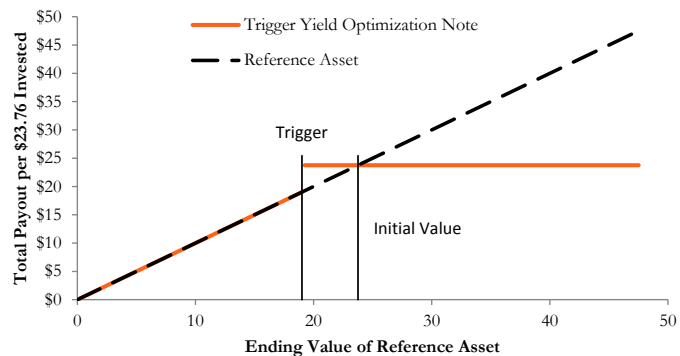 Total Payout per $23.76 Invested
$50
$45
$40
$35
$30
$25
$20
$15
$10
$5
$0
Trigger Yield Optimization Note
Reference Asset
Trigger
Initial Value
0
10
20
30
40
50
Ending Value of Reference Asset